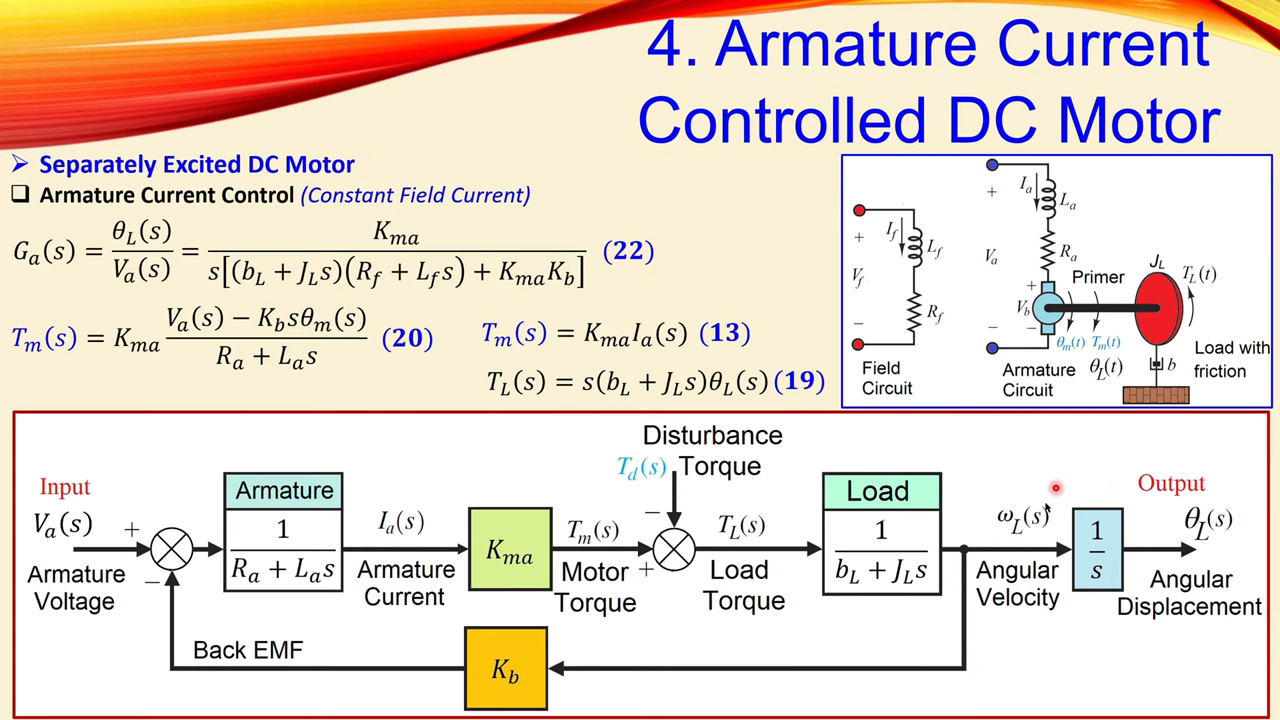 4. Armature Current
Controlled DC Motor
➢ Separately Excited DC Motor
❑ Armature Current Control (Constant Field Current)
G_a(s) = θ_L(s)/V_a(s) = K_ma / s[(b_L + J_L s)(R_f + L_f s) + K_ma K_b] (22)
T_m(s) = K_ma (V_a(s) − K_b sθ_m(s))/(R_a + L_a s) (20)
T_m(s) = K_ma I_a(s) (13)
T_L(s) = s(b_L + J_L s)θ_L(s) (19)
+
I_f
L_f
V_f
R_f
−
Field
Circuit
+
I_a
L_a
V_a
R_a
+
V_b
−
−
Primer
J_L
T_L(t)
θ_m(t) T_m(t)
θ_L(t)
Armature
Circuit
b
Load with
friction
Disturbance
T_d(s) Torque
Input
V_a(s)
+
−
Armature
Voltage
Armature
1/(R_a + L_a s)
I_a(s)
Armature
Current
K_ma
T_m(s)
Motor
Torque
−
+
T_L(s)
Load
Torque
Load
1/(b_L + J_L s)
ω_L(s)
Angular
Velocity
1/s
Output
θ_L(s)
Angular
Displacement
Back EMF
K_b